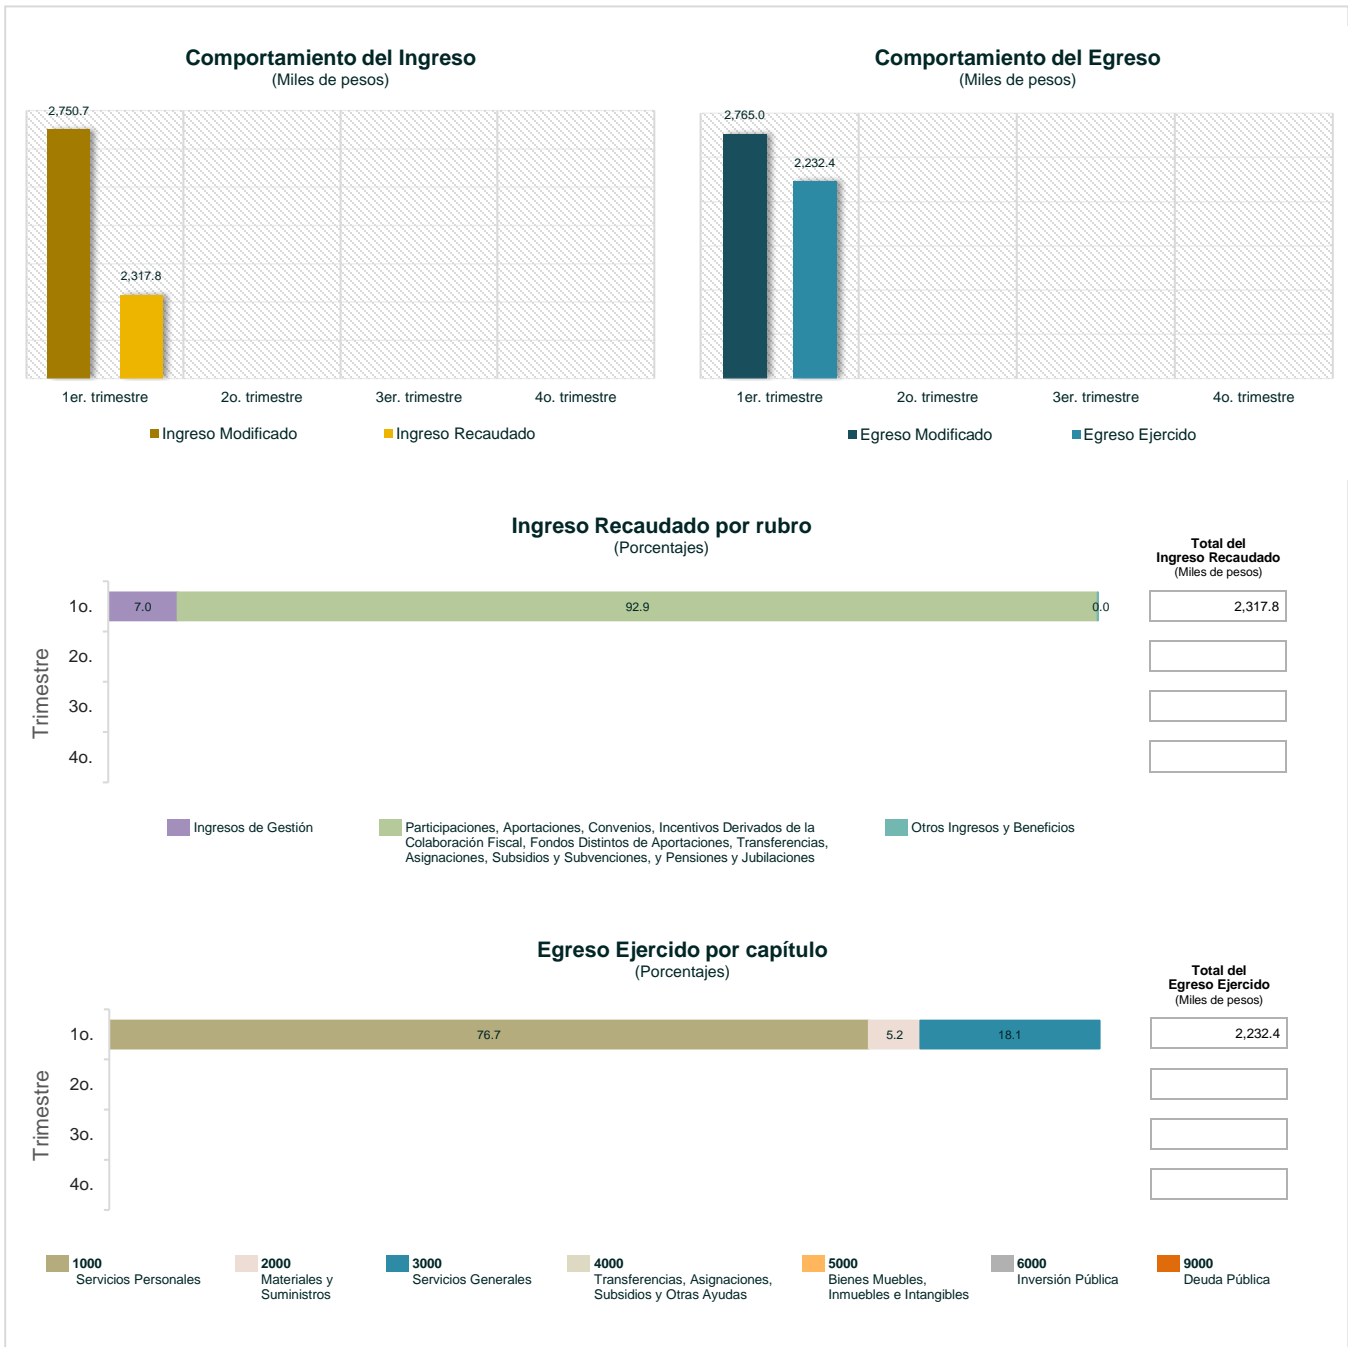 Comportamiento del Ingreso
(Miles de pesos)
2,750.7
2,317.8
1er. trimestre
2o. trimestre
3er. trimestre
4o. trimestre
Ingreso Modificado
Ingreso Recaudado
Comportamiento del Egreso
(Miles de pesos)
2,765.0
2,232.4
1er. trimestre
2o. trimestre
3er. trimestre
4o. trimestre
Egreso Modificado
Egreso Ejercido
Ingreso Recaudado por rubro
(Porcentajes)
Total del
Ingreso Recaudado
(Miles de pesos)
Trimestre
1o.
7.0
92.9
0.0
2,317.8
2o.
3o.
4o.
Ingresos de Gestión
Participaciones, Aportaciones, Convenios, Incentivos Derivados de la
Colaboración Fiscal, Fondos Distintos de Aportaciones, Transferencias,
Asignaciones, Subsidios y Subvenciones, y Pensiones y Jubilaciones
Otros Ingresos y Beneficios
Egreso Ejercido por capítulo
(Porcentajes)
Total del
Egreso Ejercido
(Miles de pesos)
Trimestre
1o.
76.7
5.2
18.1
2,232.4
2o.
3o.
4o.
1000
Servicios Personales
2000
Materiales y
Suministros
3000
Servicios Generales
4000
Transferencias, Asignaciones,
Subsidios y Otras Ayudas
5000
Bienes Muebles,
Inmuebles e Intangibles
6000
Inversión Pública
9000
Deuda Pública